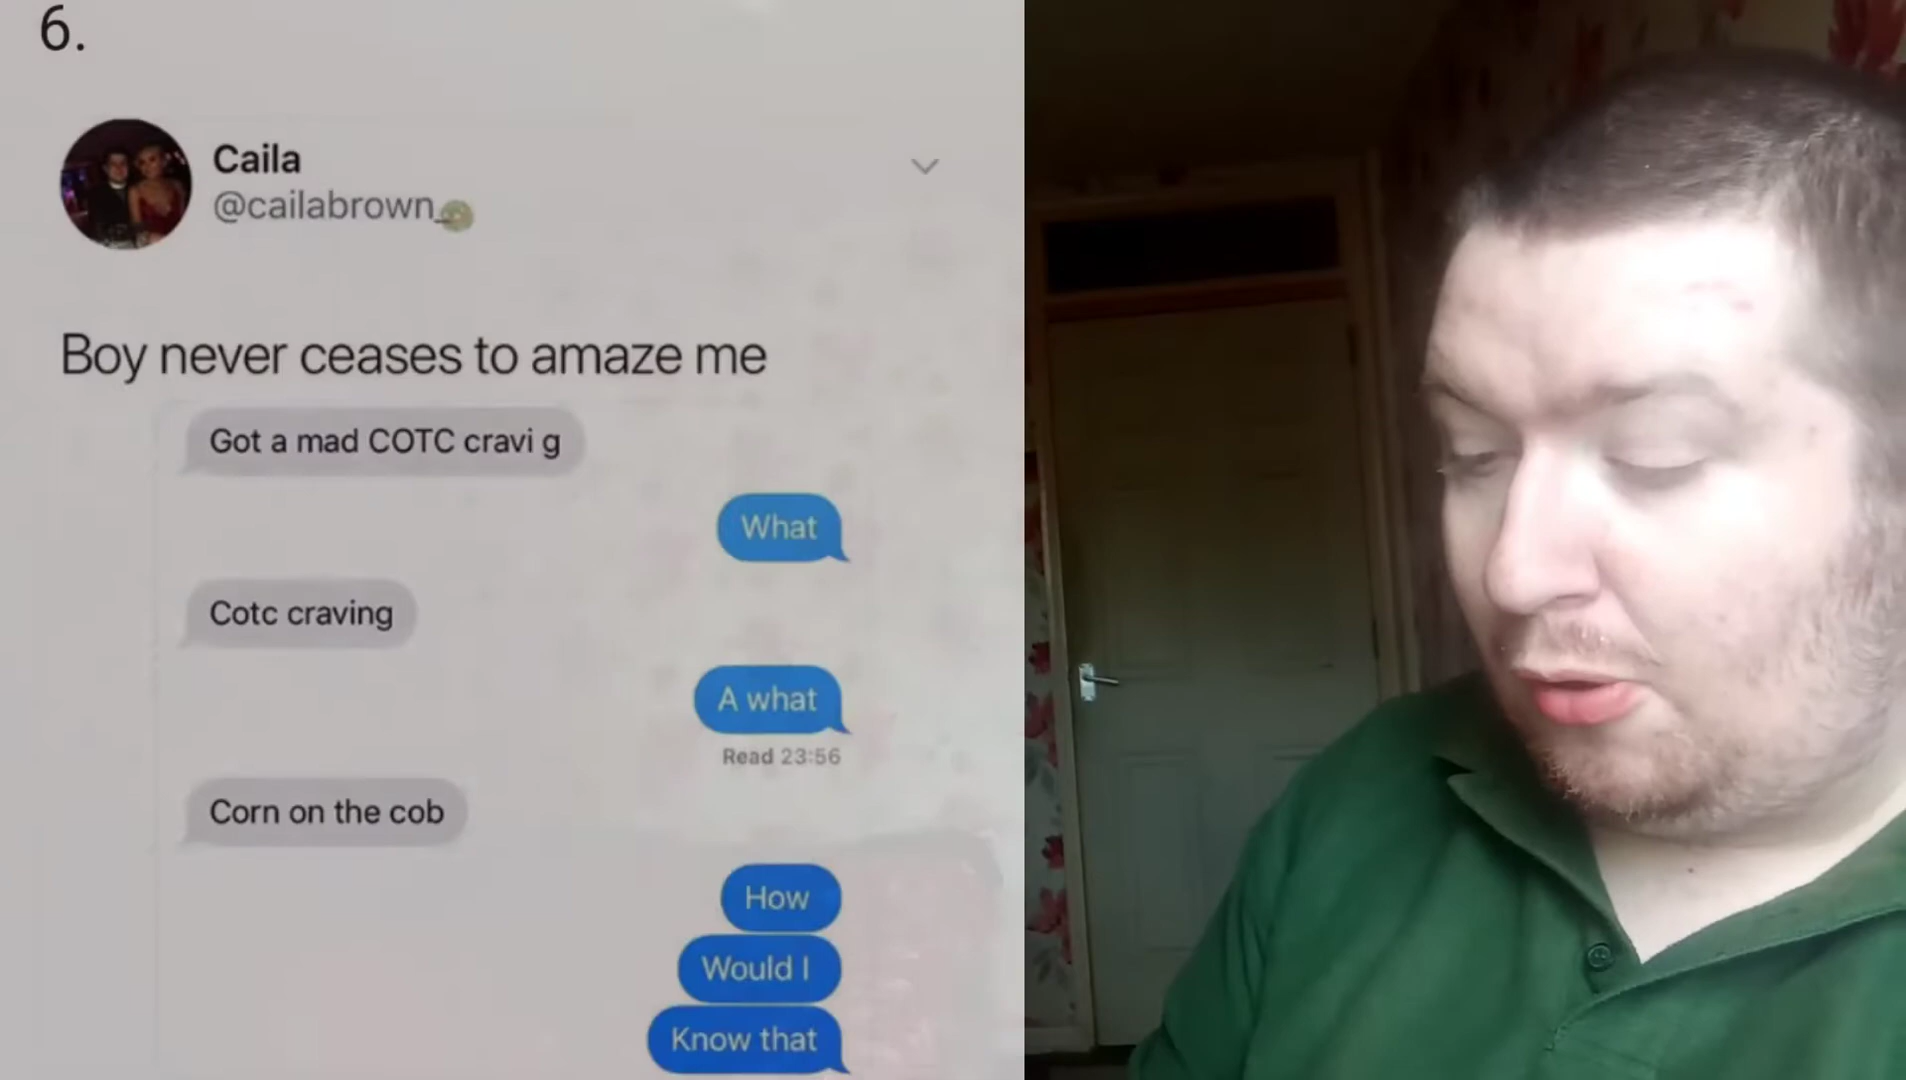 6.
Caila
@cailabrown_
Boy never ceases to amaze me
Got a mad COTC cravi g
What
Cotc craving
A what
Read 23:56
Corn on the cob
How
Would I
Know that